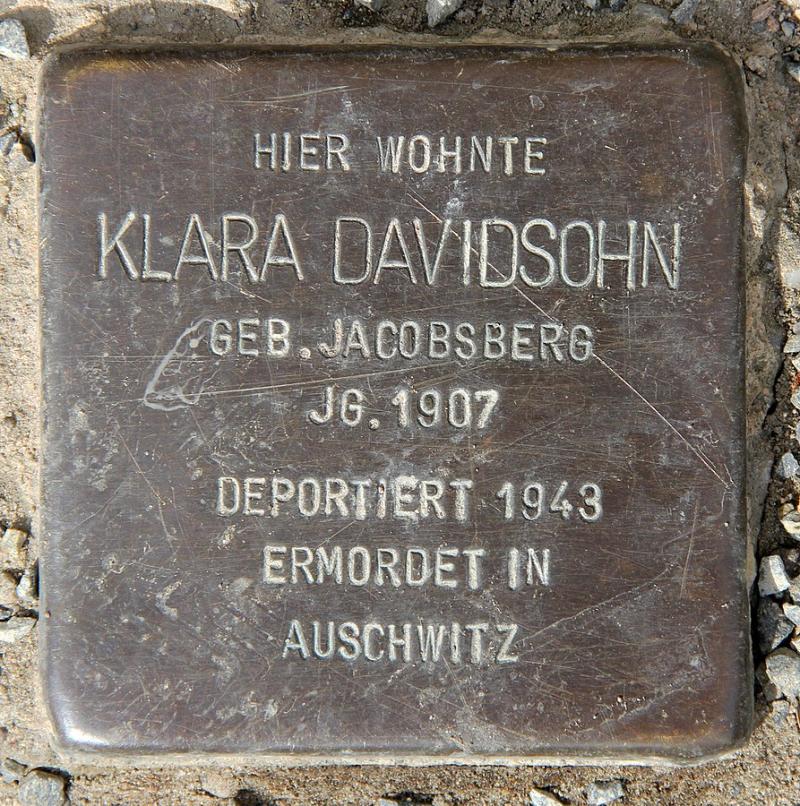 HIER WOHNTE
KLARA DAVIDSOHN
GEB. JACOBSBERG
JG. 1907
DEPORTIERT 1943
ERMORDET IN
AUSCHWITZ